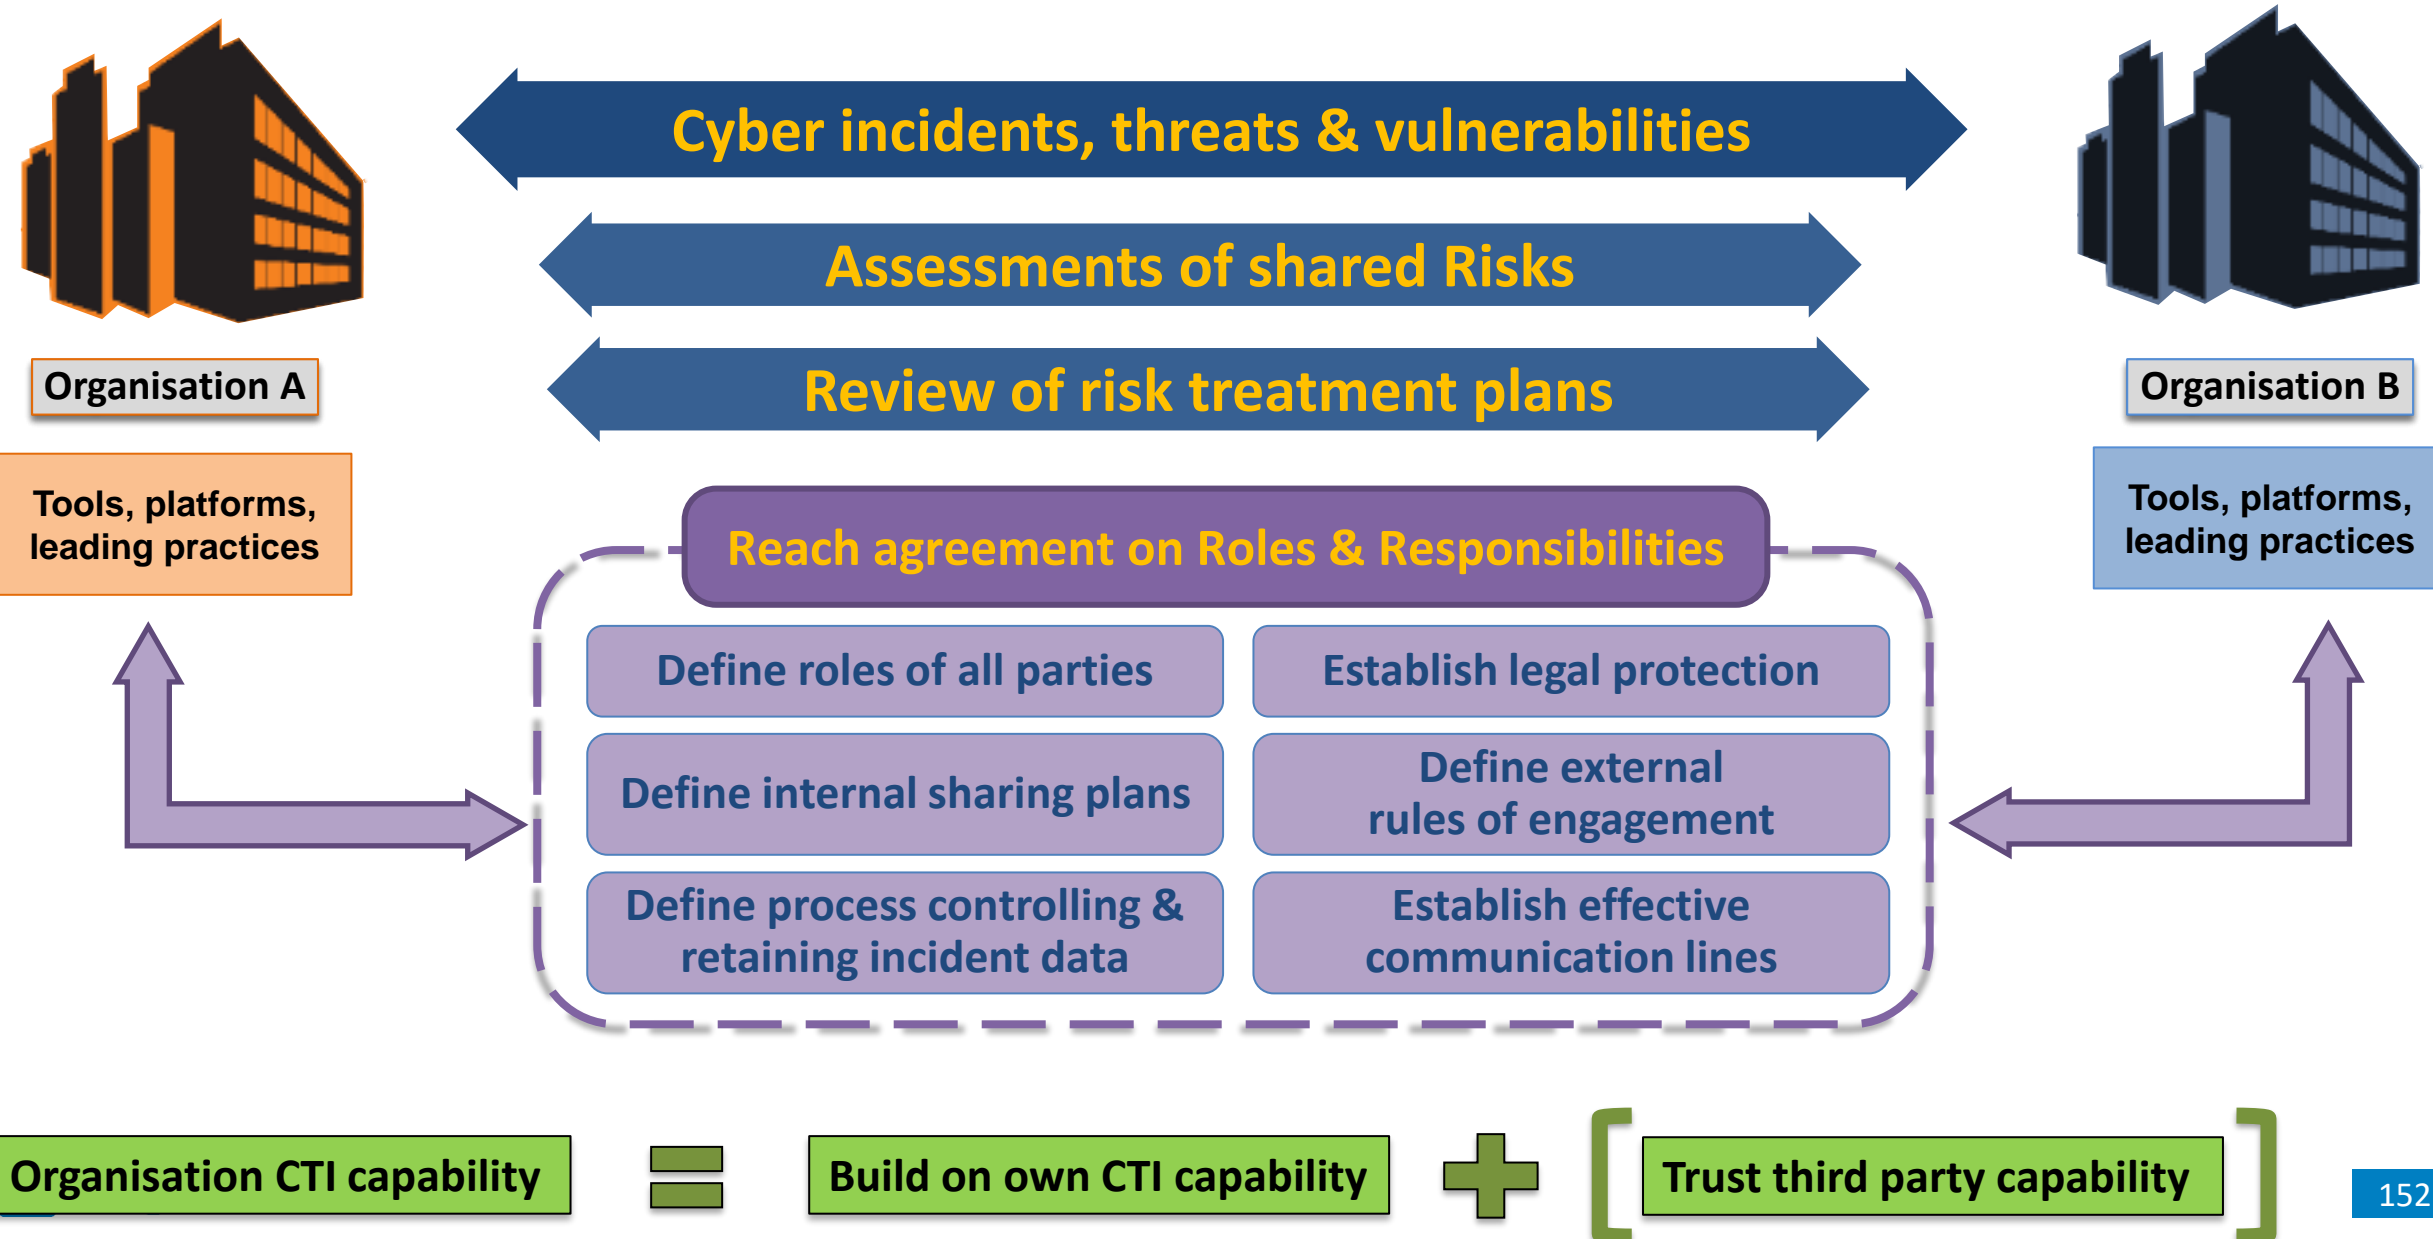 Cyber incidents, threats & vulnerabilities
Assessments of shared Risks
Review of risk treatment plans
Organisation A
Organisation B
Tools, platforms,
leading practices
Tools, platforms,
leading practices
Reach agreement on Roles & Responsibilities
Define roles of all parties
Establish legal protection
Define internal sharing plans
Define external
rules of engagement
Define process controlling &
retaining incident data
Establish effective
communication lines
Organisation CTI capability
=
Build on own CTI capability
+
[
Trust third party capability
]
152